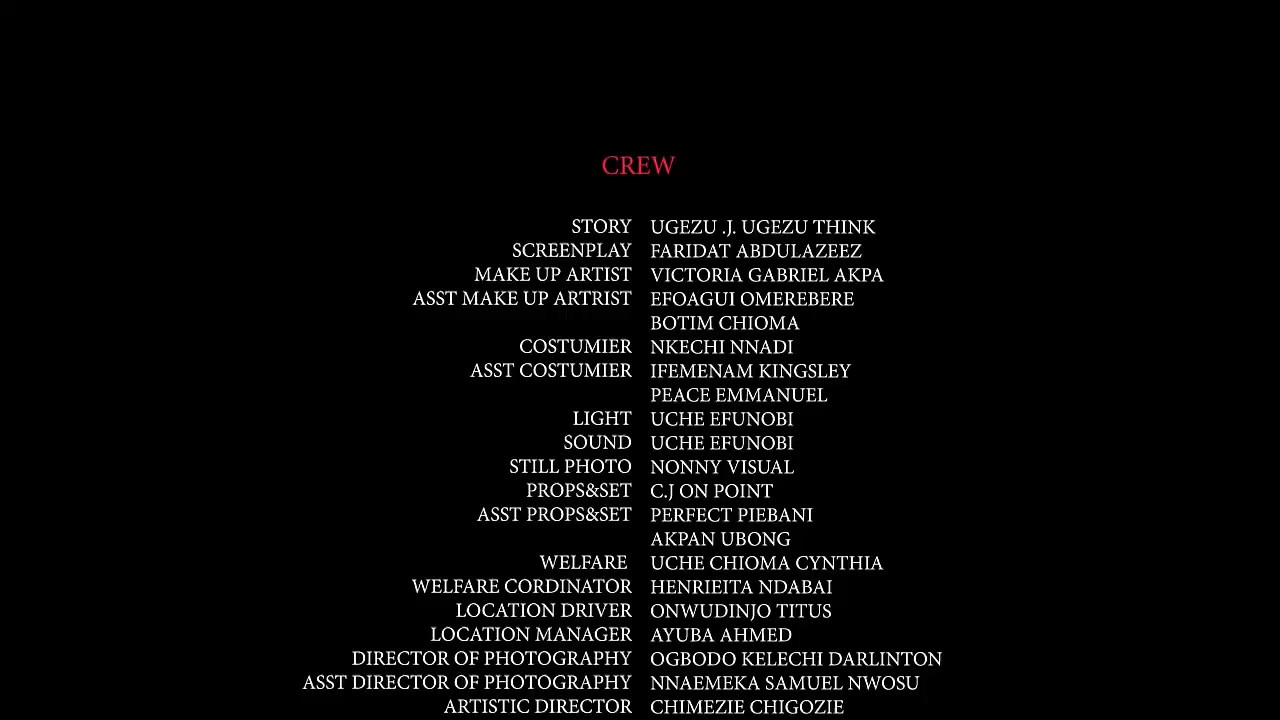 CREW
STORY UGEZU .J. UGEZU THINK
SCREENPLAY FARIDAT ABDULAZEEZ
MAKE UP ARTIST VICTORIA GABRIEL AKPA
ASST MAKE UP ARTRIST EFOAGUI OMEREBERE
BOTIM CHIOMA
COSTUMIER NKECHI NNADI
ASST COSTUMIER IFEMENAM KINGSLEY
PEACE EMMANUEL
LIGHT UCHE EFUNOBI
SOUND UCHE EFUNOBI
STILL PHOTO NONNY VISUAL
PROPS&SET C.J ON POINT
ASST PROPS&SET PERFECT PIEBANI
AKPAN UBONG
WELFARE UCHE CHIOMA CYNTHIA
WELFARE CORDINATOR HENRIEITA NDABAI
LOCATION DRIVER ONWUDINJO TITUS
LOCATION MANAGER AYUBA AHMED
DIRECTOR OF PHOTOGRAPHY OGBODO KELECHI DARLINTON
ASST DIRECTOR OF PHOTOGRAPHY NNAEMEKA SAMUEL NWOSU
ARTISTIC DIRECTOR CHIMEZIE CHIGOZIE